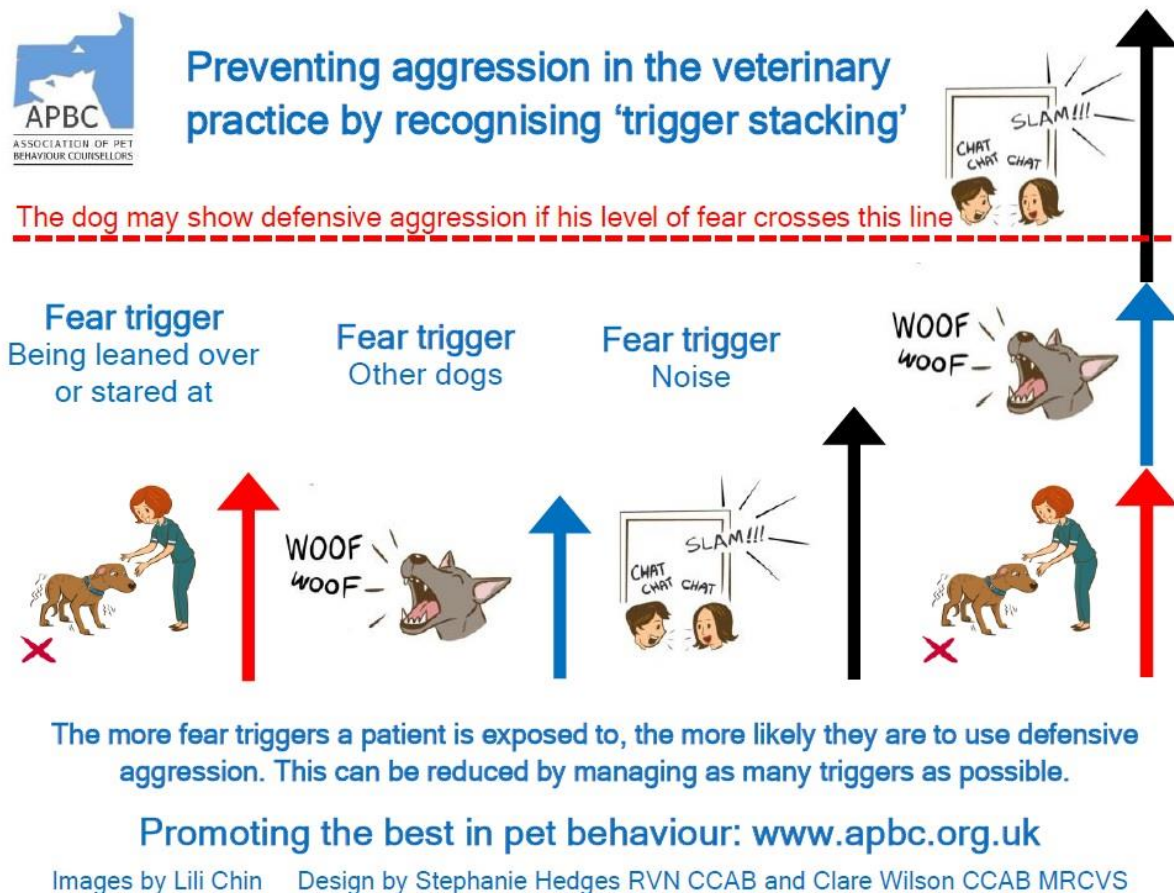 APBC
ASSOCIATION OF PET
BEHAVIOUR COUNSELLORS
Preventing aggression in the veterinary
practice by recognising ‘trigger stacking’
SLAM!!!
CHAT
CHAT CHAT
The dog may show defensive aggression if his level of fear crosses this line
Fear trigger
Being leaned over
or stared at
Fear trigger
Other dogs
Fear trigger
Noise
WOOF
WOOF
WOOF
WOOF
SLAM!!!
CHAT
CHAT CHAT
The more fear triggers a patient is exposed to, the more likely they are to use defensive
aggression. This can be reduced by managing as many triggers as possible.
Promoting the best in pet behaviour: www.apbc.org.uk
Images by Lili Chin Design by Stephanie Hedges RVN CCAB and Clare Wilson CCAB MRCVS